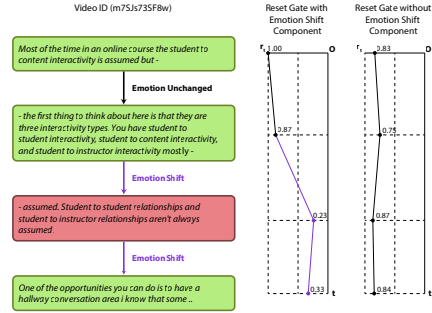 Video ID (m7SJs73SF8w)
Reset Gate with
Emotion Shift
Component
Reset Gate without
Emotion Shift
Component
Most of the time in an online course the student to
content interactivity is assumed but -
Emotion Unchanged
- the first thing to think about here is that they are
three interactivity types. You have student to
student interactivity, student to content interactivity,
and student to instructor interactivity mostly -
Emotion Shift
- assumed. Student to student relationships and
student to instructor relationships aren't always
assumed.
Emotion Shift
One of the opportunities you can do is to have a
hallway conversation area i know that some ..
r
1.00
O
0.87
0.23
0.33
t
r
0.83
O
0.75
0.87
0.84
t